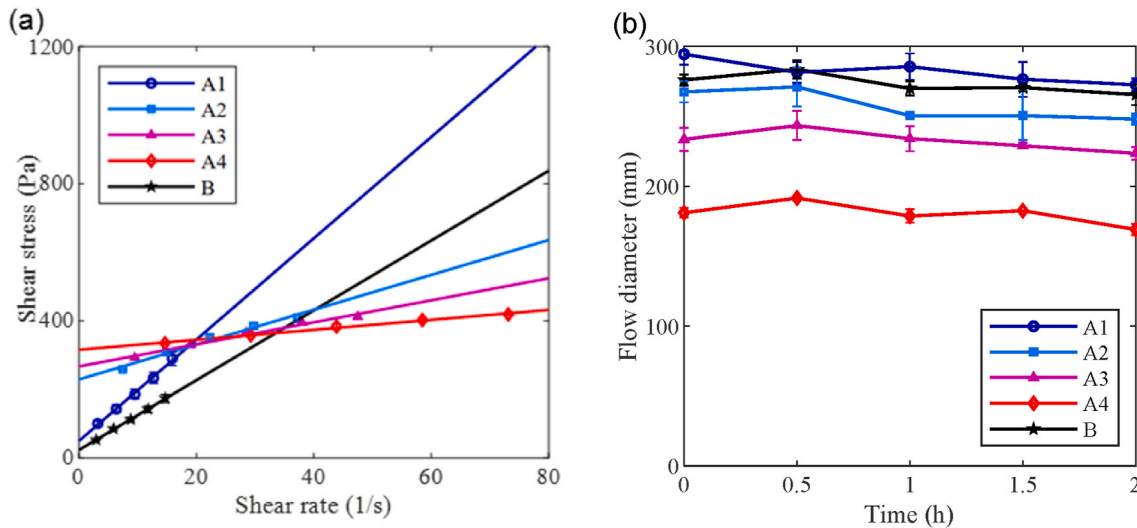 (a)
1200
800
400
0
0 20 40 60 80
Shear stress (Pa)
Shear rate (1/s)
A1
A2
A3
A4
B
(b)
300
200
100
0
0 0.5 1 1.5 2
Flow diameter (mm)
Time (h)
A1
A2
A3
A4
B